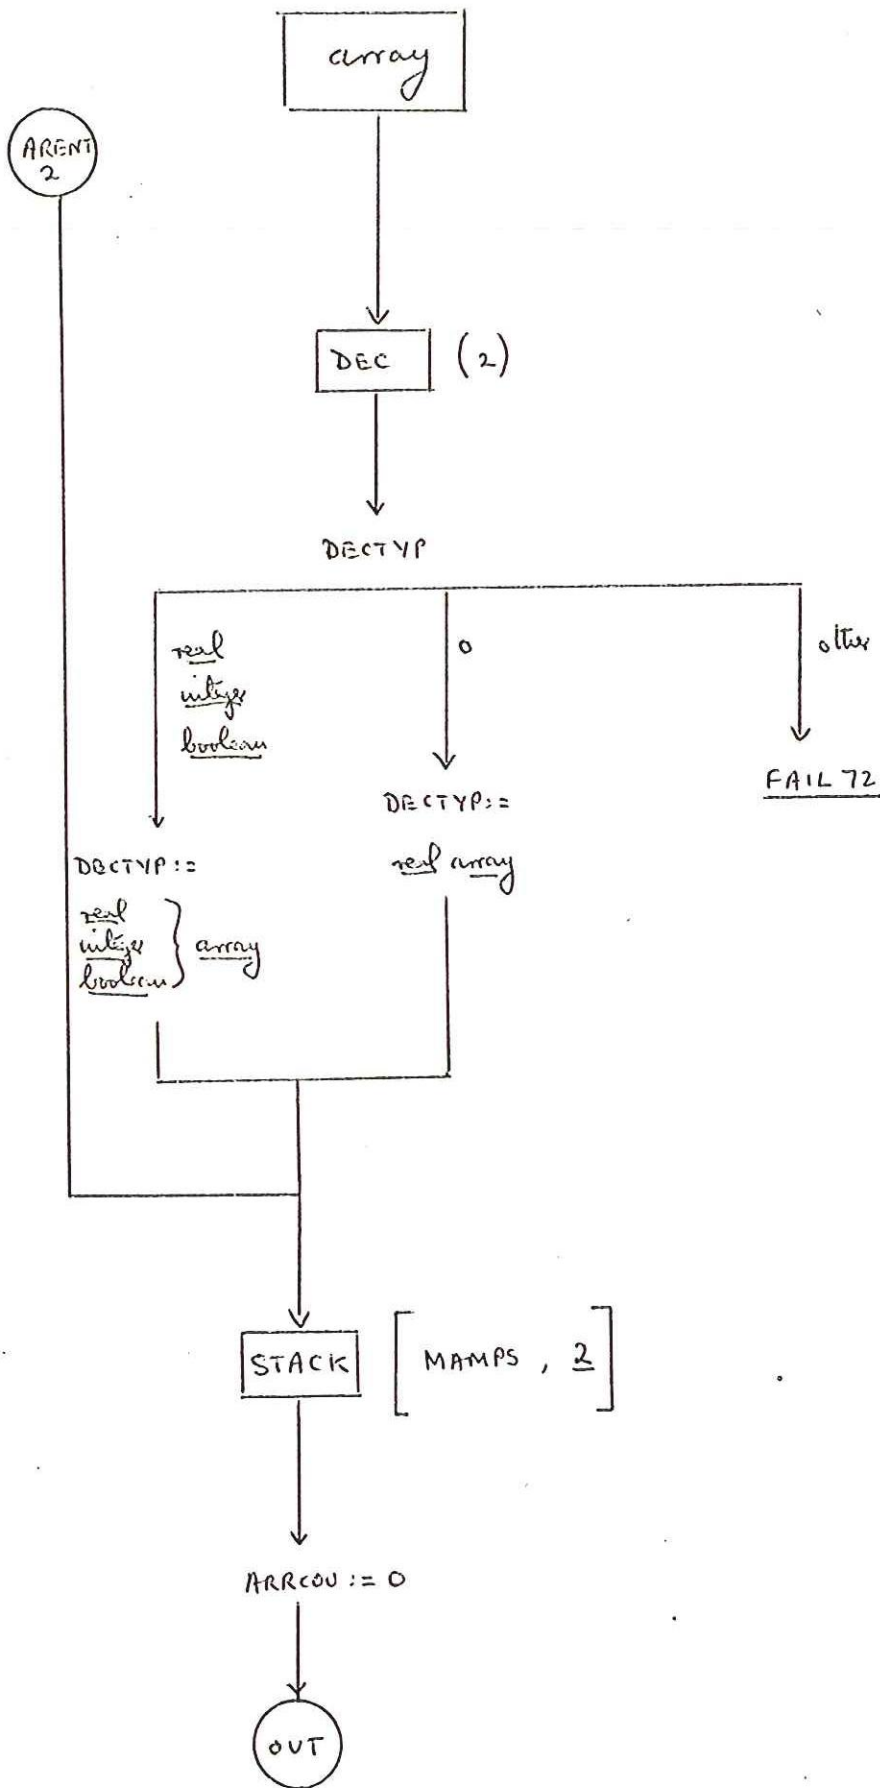 array
ARENT
2
DEC (2)
DECTYP
real
integer
boolean
0
other
FAIL 72
DECTYP:=
real array
DECTYP:=
real
integer
boolean
array
STACK [MAMPS, 2]
ARRCOU := 0
OUT